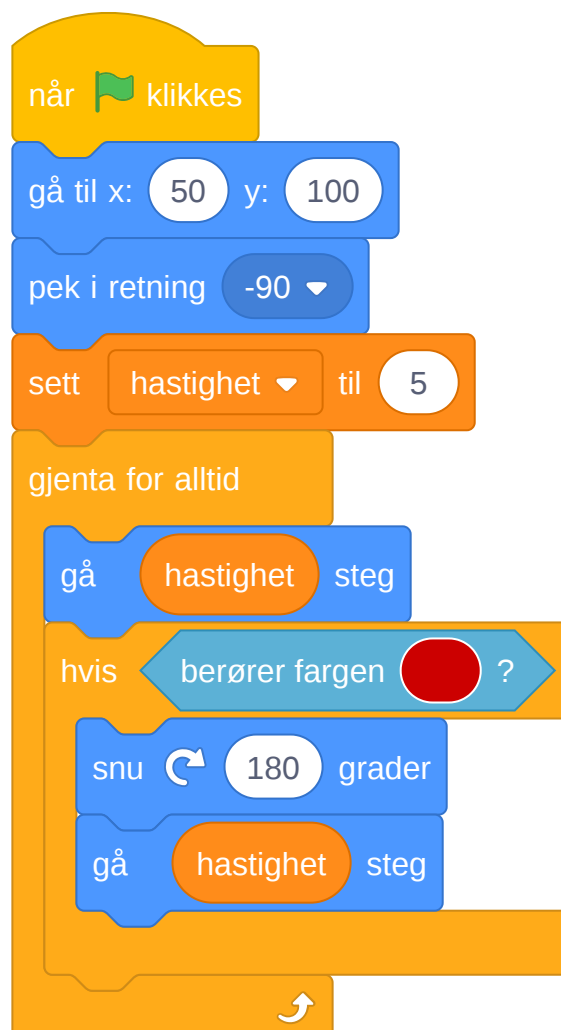 når klikkes
gå til x: 50 y: 100
pek i retning -90
sett hastighet til 5
gjenta for alltid
gå hastighet steg
hvis berører fargen ?
snu 180 grader
gå hastighet steg